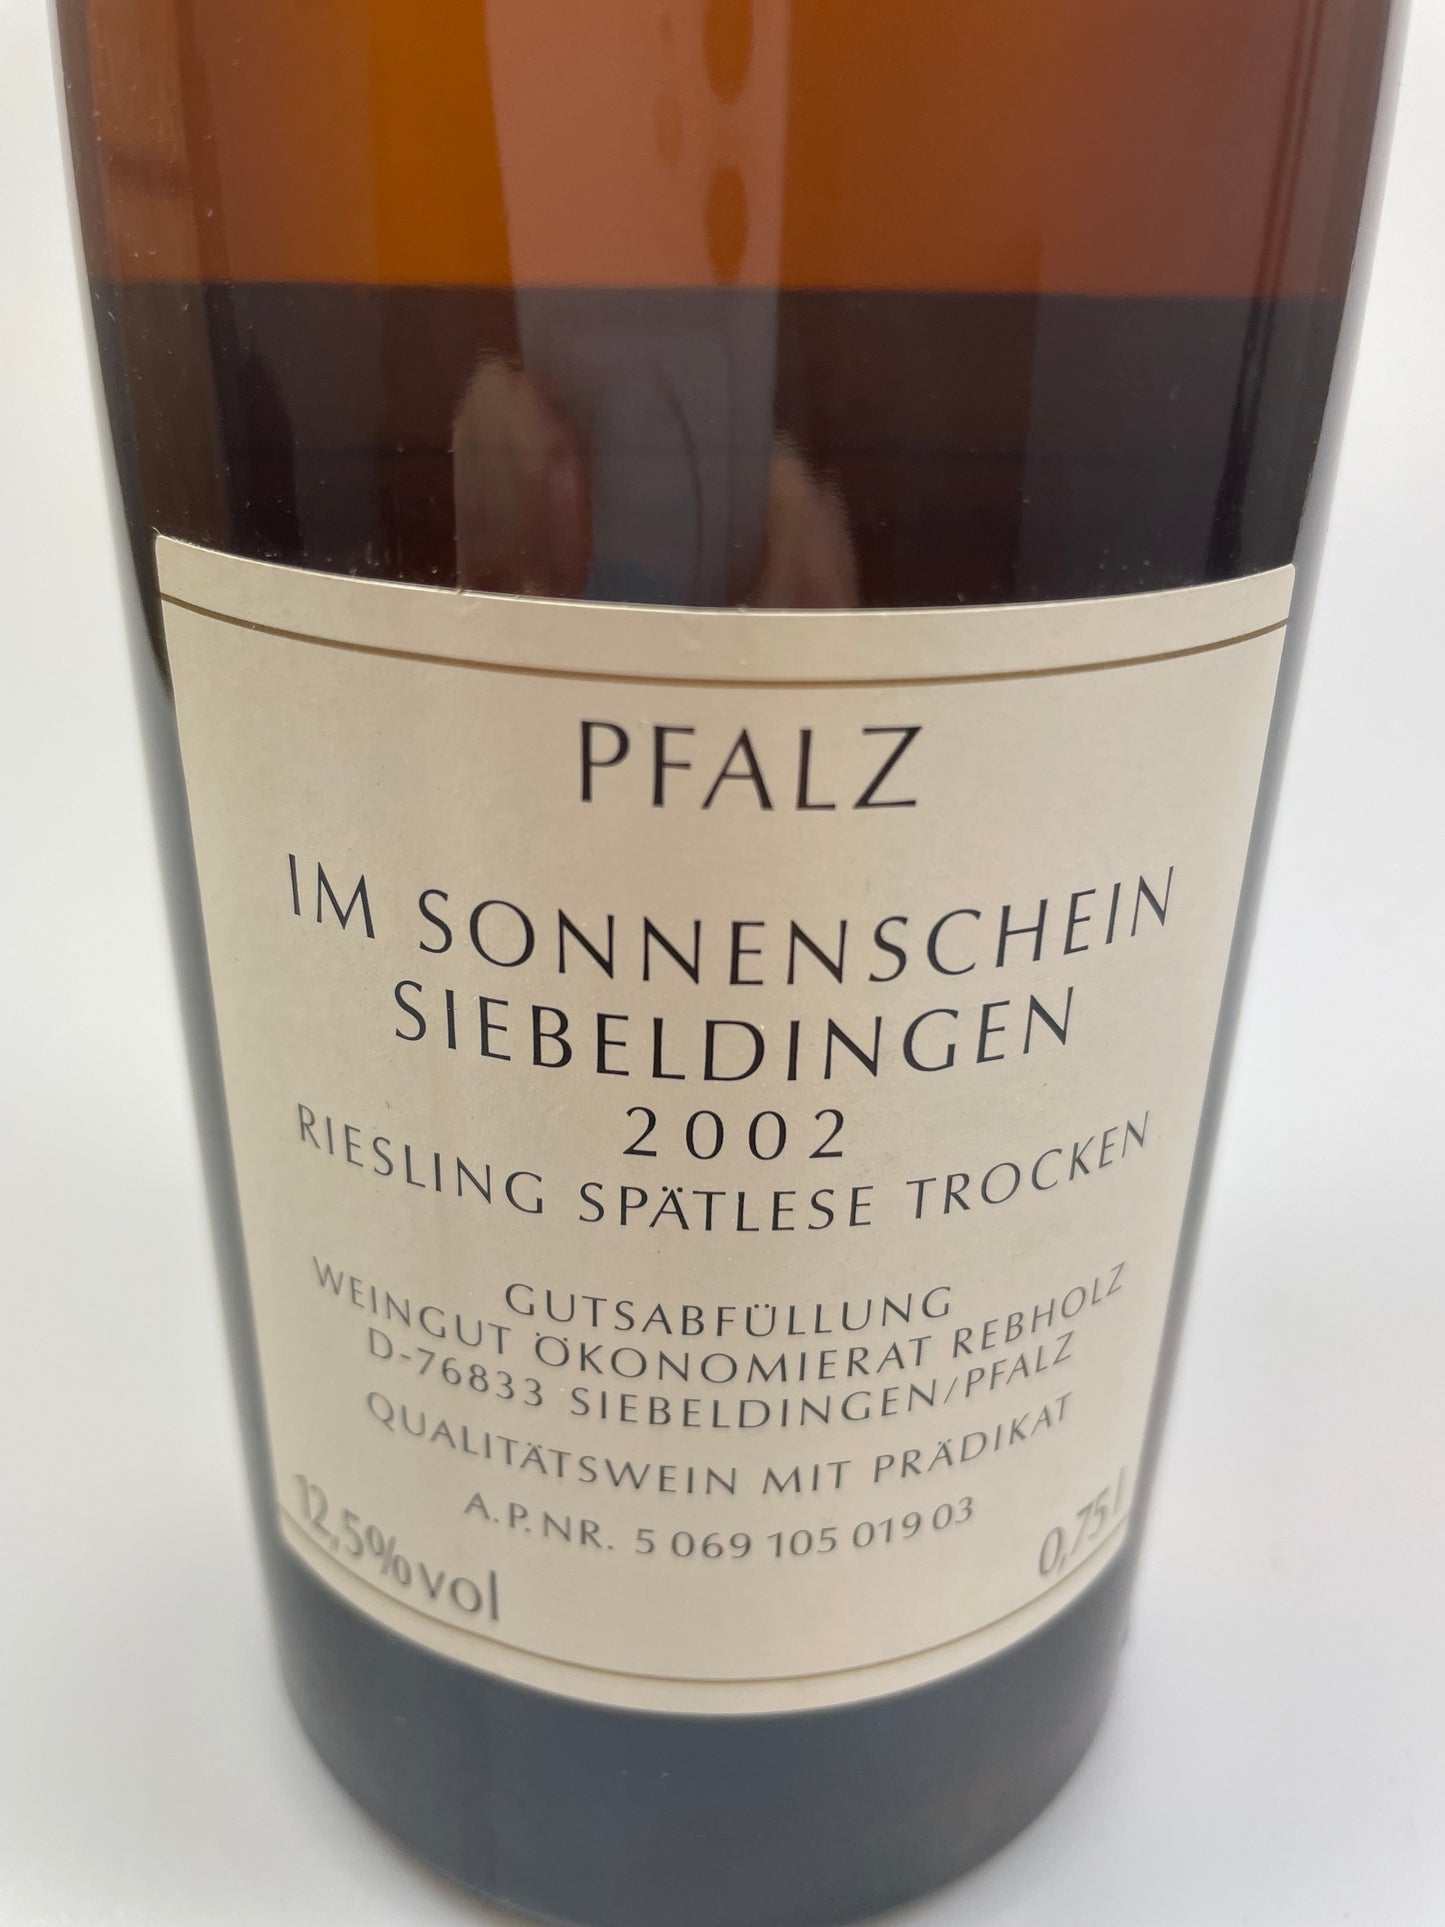 PFALZ
IM SONNENSCHEIN
SIEBELDINGEN
2002
RIESLING SPÄTLESE TROCKEN
GUTSABFÜLLUNG
WEINGUT ÖKONOMIERAT REBHOLZ
D-76833 SIEBELDINGEN/PFALZ
QUALITÄTSWEIN MIT PRÄDIKAT
A.P.NR. 5 069 105 019 03
12,5%vol 0,75 l